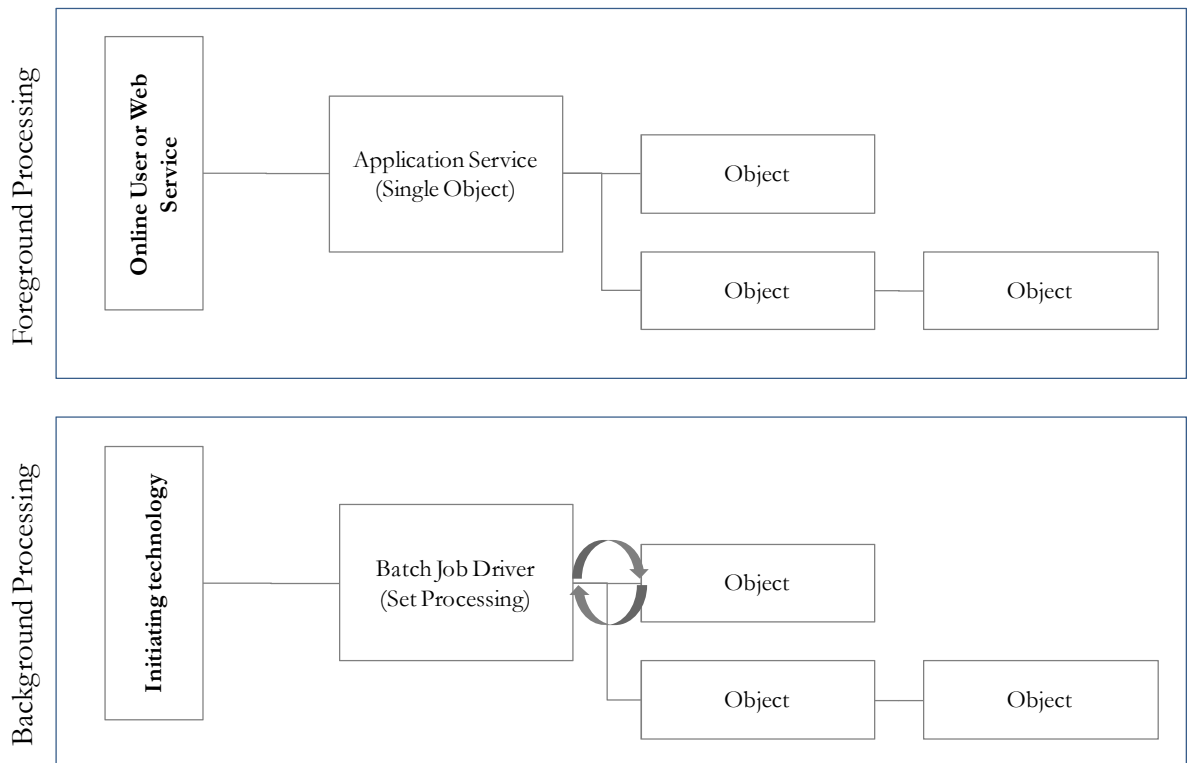 Foreground Processing
Online User or Web
Service
Application Service
(Single Object)
Object
Object
Object
Background Processing
Initiating technology
Batch Job Driver
(Set Processing)
Object
Object
Object